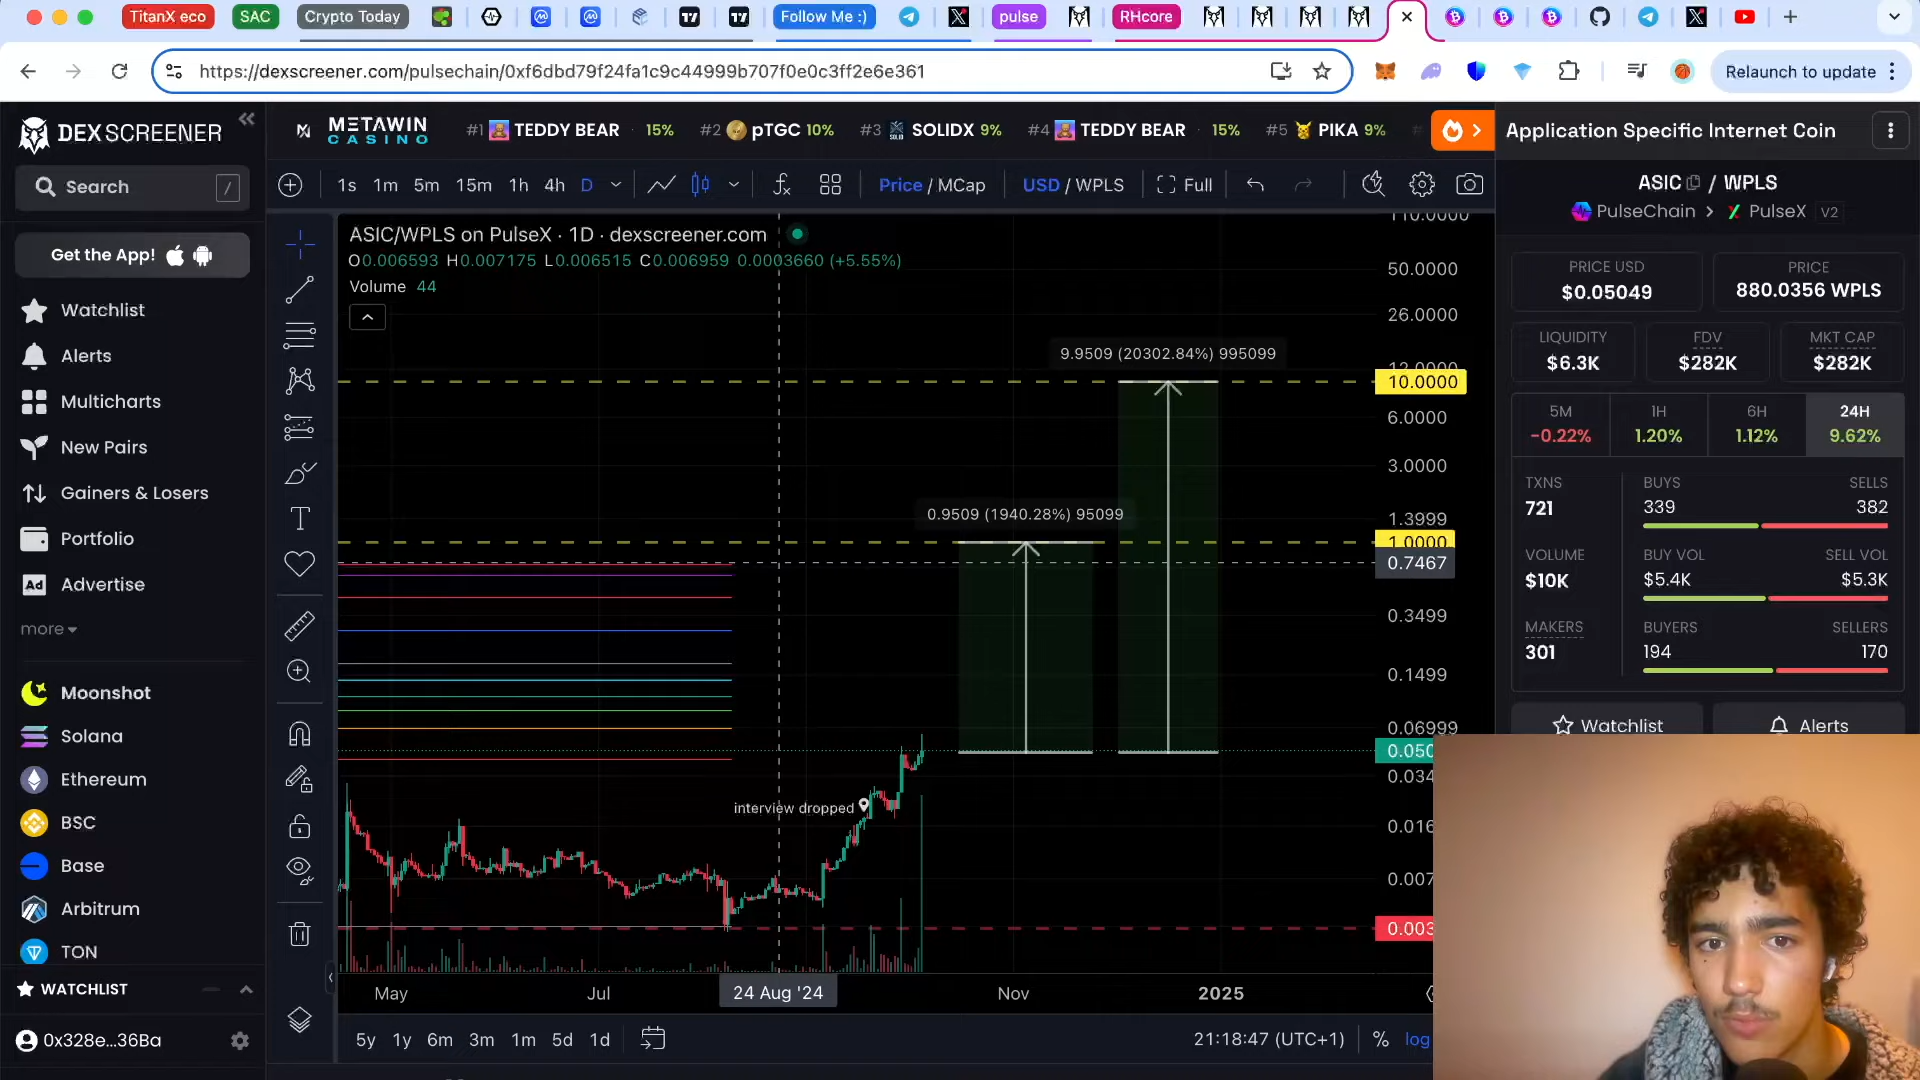 TitanX eco
SAC
Crypto Today
Follow Me :)
pulse
RHcore
https://dexscreener.com/pulsechain/0xf6dbd79f24fa1c9c44999b707f0e0c3ff2e6e361
Relaunch to update
DEX SCREENER
METAWIN
CASINO
#1 TEDDY BEAR 15%
#2 pTGC 10%
#3 SOLIDX 9%
#4 TEDDY BEAR 15%
#5 PIKA 9%
Application Specific Internet Coin
Search /
1s 1m 5m 15m 1h 4h D
Price / MCap
USD / WPLS
Full
ASIC / WPLS
PulseChain > PulseX V2
Get the App!
Watchlist
Alerts
Multicharts
New Pairs
Gainers & Losers
Portfolio
Ad Advertise
more
Moonshot
Solana
Ethereum
BSC
Base
Arbitrum
TON
WATCHLIST
0x328e...36Ba
ASIC/WPLS on PulseX · 1D · dexscreener.com
O0.006593 H0.007175 L0.006515 C0.006959 0.0003660 (+5.55%)
Volume 44
9.9509 (20302.84%) 995099
0.9509 (1940.28%) 95099
interview dropped
110.0000
50.0000
26.0000
12.0000
10.0000
6.0000
3.0000
1.3999
1.0000
0.7467
0.3499
0.1499
0.06999
0.050
0.034
0.016
0.007
0.003
May
Jul
24 Aug '24
Nov
2025
5y 1y 6m 3m 1m 5d 1d
21:18:47 (UTC+1)
%
log
PRICE USD
$0.05049
PRICE
880.0356 WPLS
LIQUIDITY
$6.3K
FDV
$282K
MKT CAP
$282K
5M
-0.22%
1H
1.20%
6H
1.12%
24H
9.62%
TXNS
721
BUYS
339
SELLS
382
VOLUME
$10K
BUY VOL
$5.4K
SELL VOL
$5.3K
MAKERS
301
BUYERS
194
SELLERS
170
Watchlist
Alerts